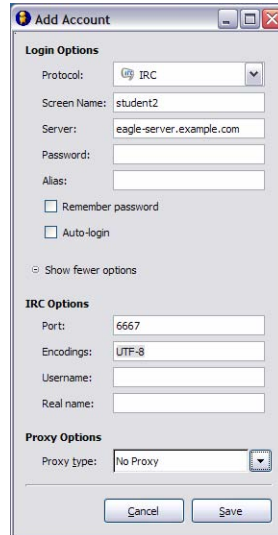 Add Account
Login Options
Protocol: IRC
Screen Name: student2
Server: eagle-server.example.com
Password:
Alias:
Remember password
Auto-login
Show fewer options
IRC Options
Port: 6667
Encodings: UTF-8
Username:
Real name:
Proxy Options
Proxy type: No Proxy
Cancel Save